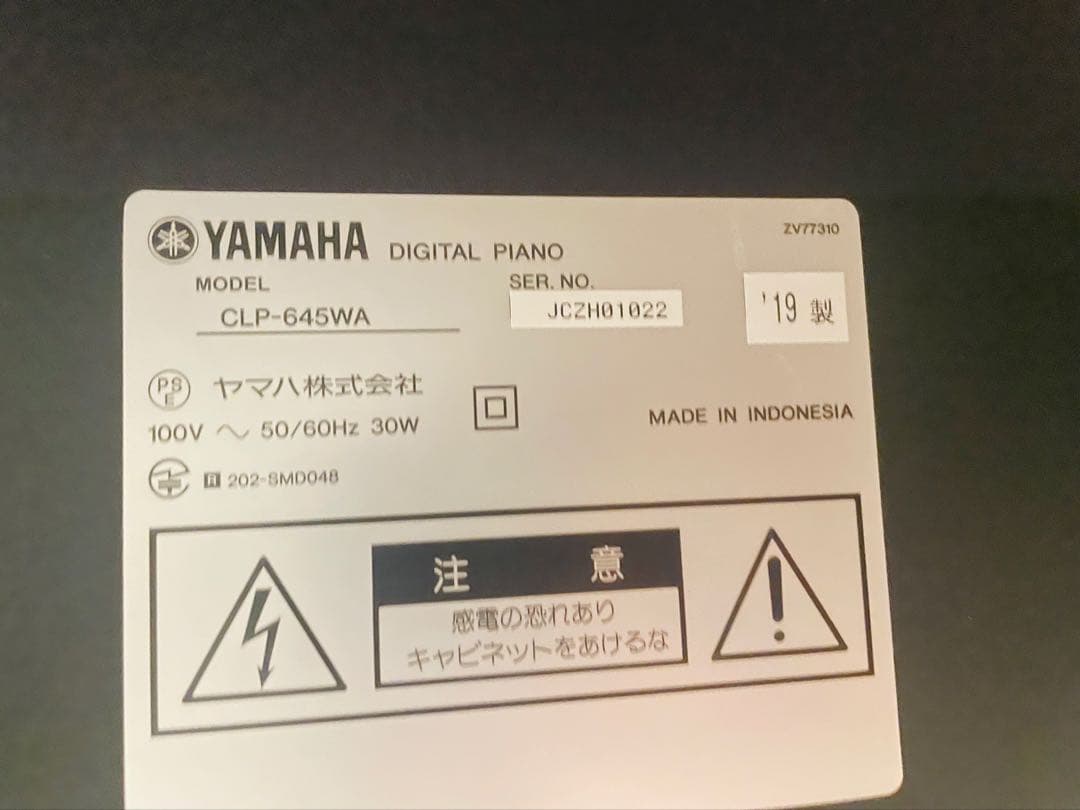 YAMAHA DIGITAL PIANO
ZV77310
MODEL
CLP-645WA
SER. NO.
JCZH01022
'19 製
PSE ヤマハ株式会社
100V ～ 50/60Hz 30W
MADE IN INDONESIA
R 202-SMD048
注意
感電の恐れあり
キャビネットをあけるな